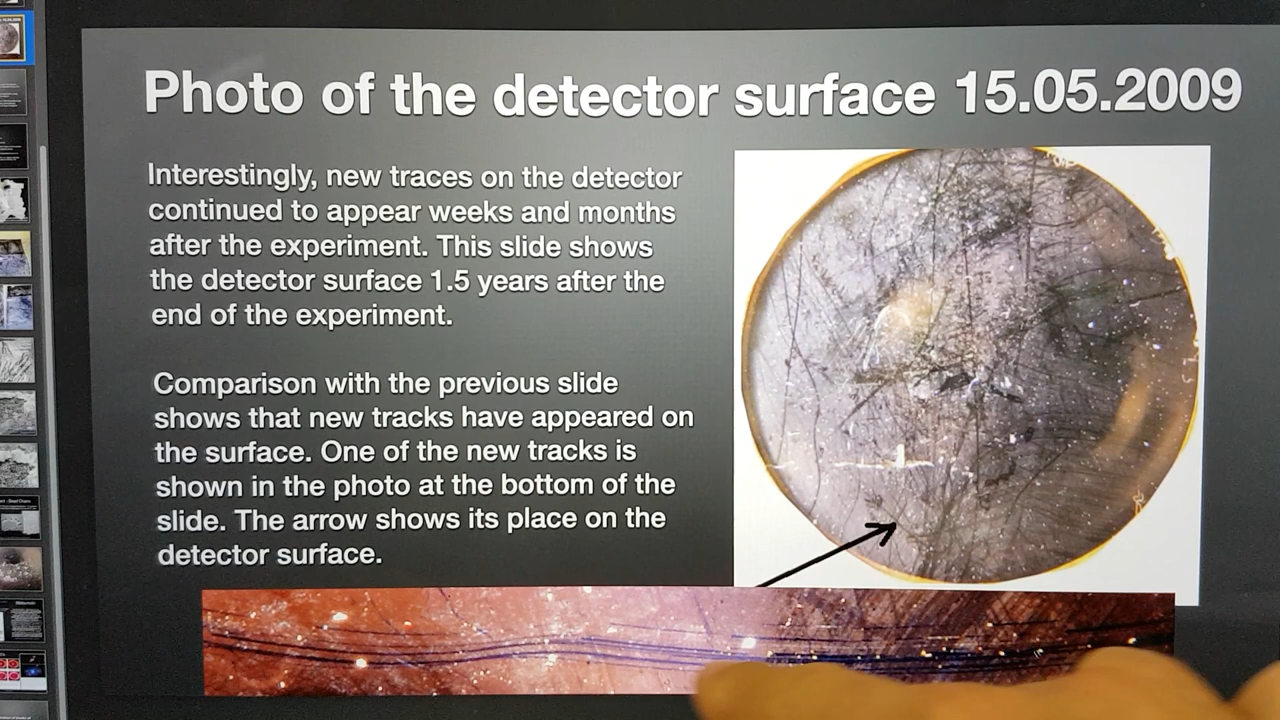 Photo of the detector surface 15.05.2009
Interestingly, new traces on the detector
continued to appear weeks and months
after the experiment. This slide shows
the detector surface 1.5 years after the
end of the experiment.
Comparison with the previous slide
shows that new tracks have appeared on
the surface. One of the new tracks is
shown in the photo at the bottom of the
slide. The arrow shows its place on the
detector surface.